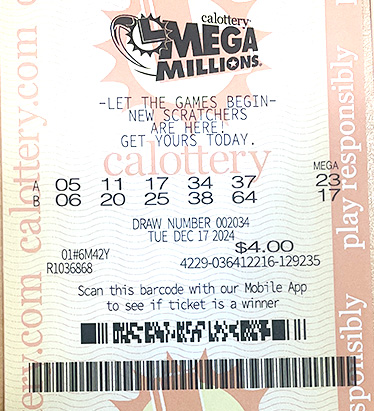 calottery
MEGA
MILLIONS.
-LET THE GAMES BEGIN-
NEW SCRATCHERS
ARE HERE!
GET YOURS TODAY.
calottery
MEGA
A 05 11 17 34 37 23
B 06 20 25 38 64 17
DRAW NUMBER 002034
TUE DEC 17 2024
$4.00
01#6M42Y
R1036868 4229-036412216-129235
Scan this barcode with our Mobile App
to see if ticket is a winner
calottery.com calottery.com
play responsibly